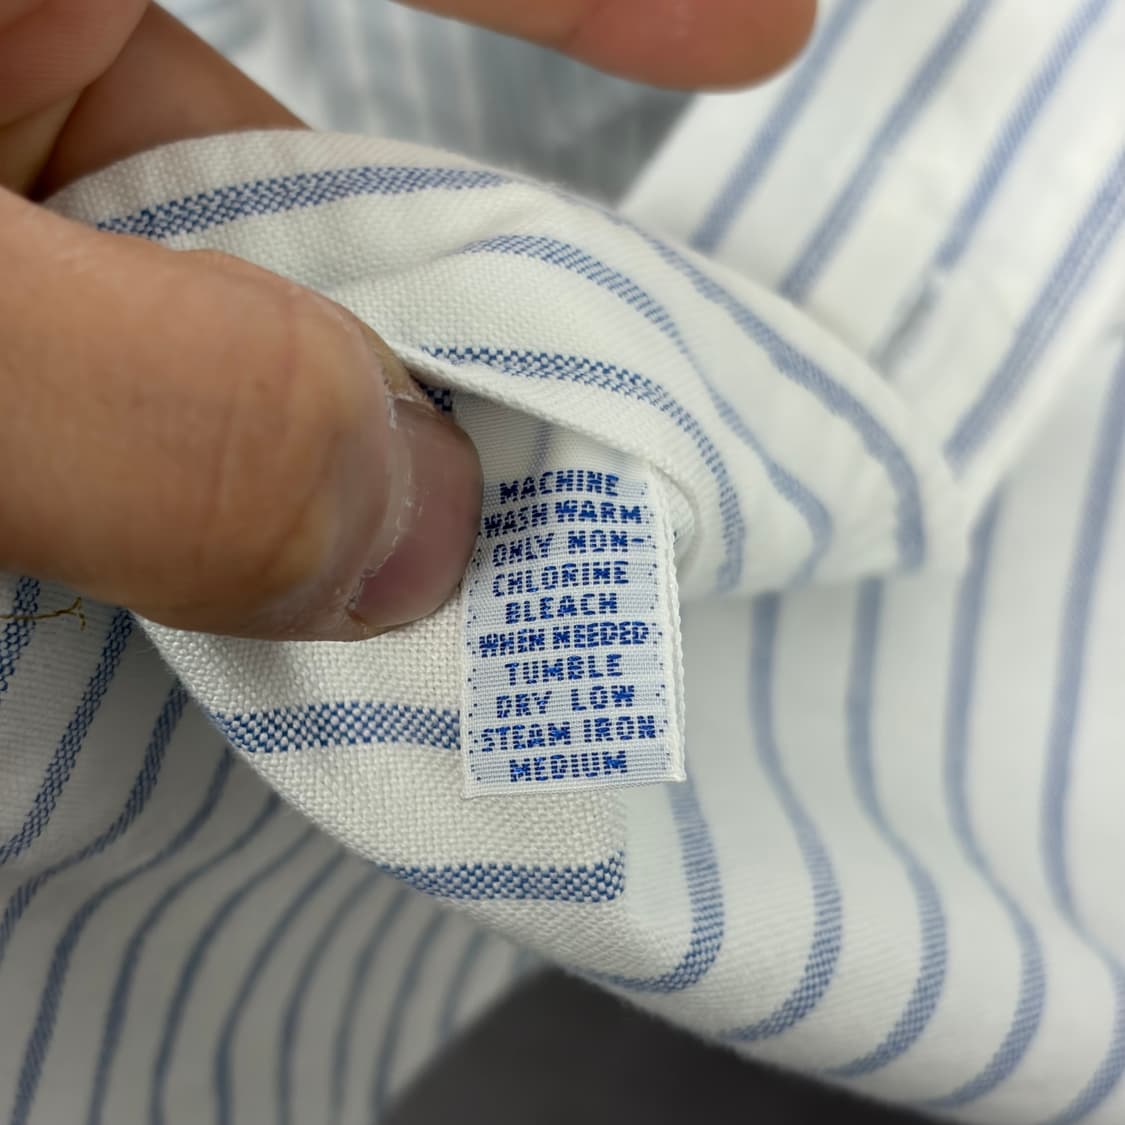 MACHINE
WASH WARM
ONLY NON-
CHLORINE
BLEACH
WHEN NEEDED
TUMBLE
DRY LOW
STEAM IRON
MEDIUM